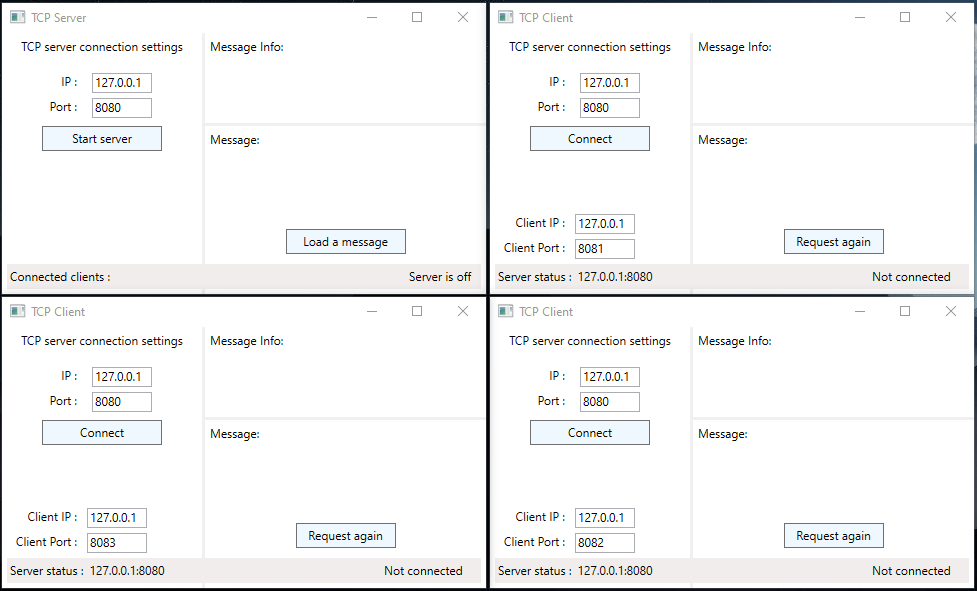 TCP Server
TCP server connection settings
IP :
127.0.0.1
Port :
8080
Start server
Message Info:
Message:
Load a message
Connected clients :
Server is off
TCP Client
TCP server connection settings
IP :
127.0.0.1
Port :
8080
Connect
Client IP :
127.0.0.1
Client Port :
8081
Message Info:
Message:
Request again
Server status : 127.0.0.1:8080
Not connected
TCP Client
TCP server connection settings
IP :
127.0.0.1
Port :
8080
Connect
Client IP :
127.0.0.1
Client Port :
8083
Message Info:
Message:
Request again
Server status : 127.0.0.1:8080
Not connected
TCP Client
TCP server connection settings
IP :
127.0.0.1
Port :
8080
Connect
Client IP :
127.0.0.1
Client Port :
8082
Message Info:
Message:
Request again
Server status : 127.0.0.1:8080
Not connected